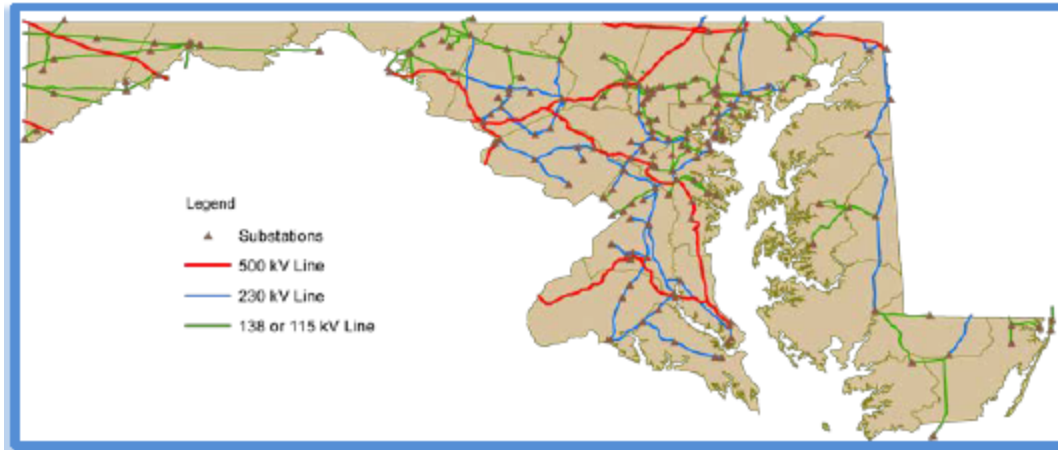 Legend
Substations
500 kV Line
230 kV Line
138 or 115 kV Line